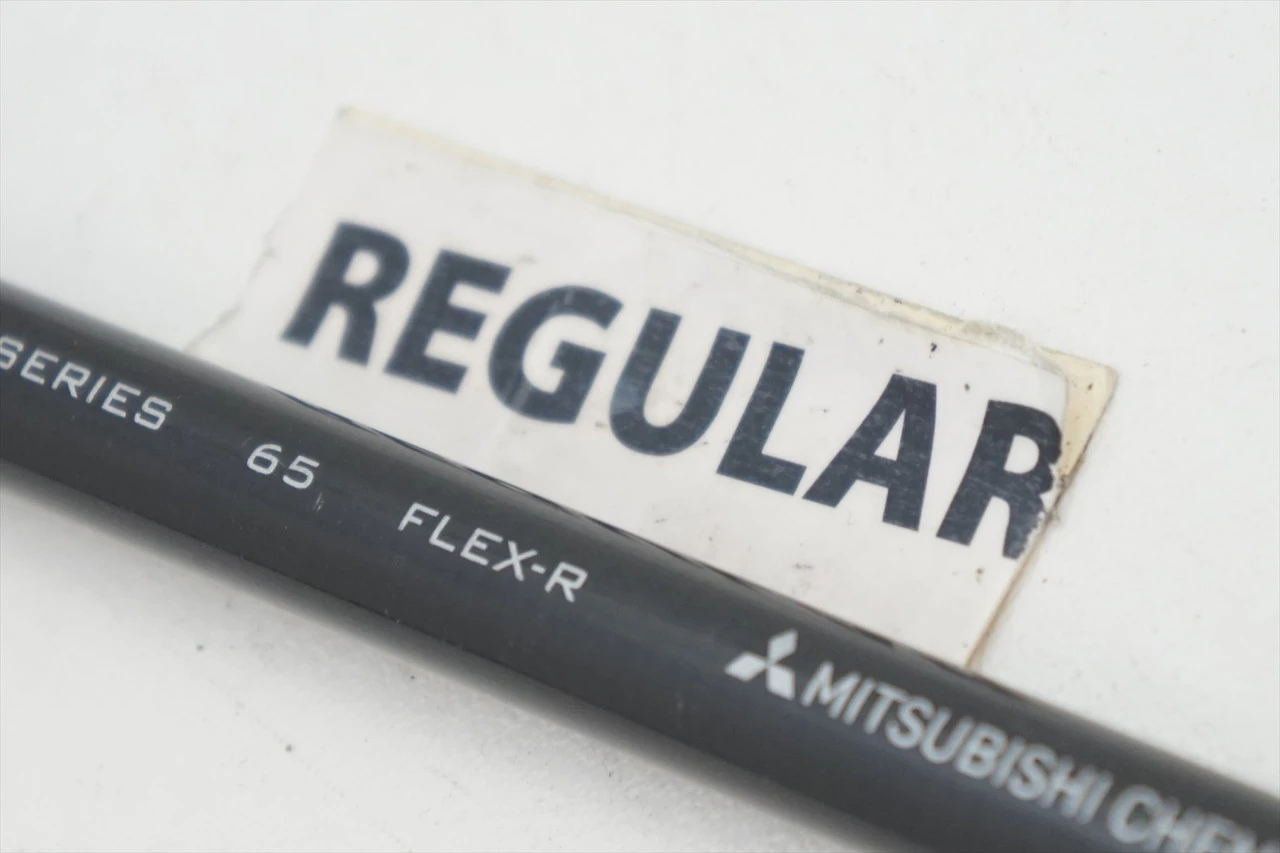 REGULAR
SERIES 65 FLEX-R MITSUBISHI